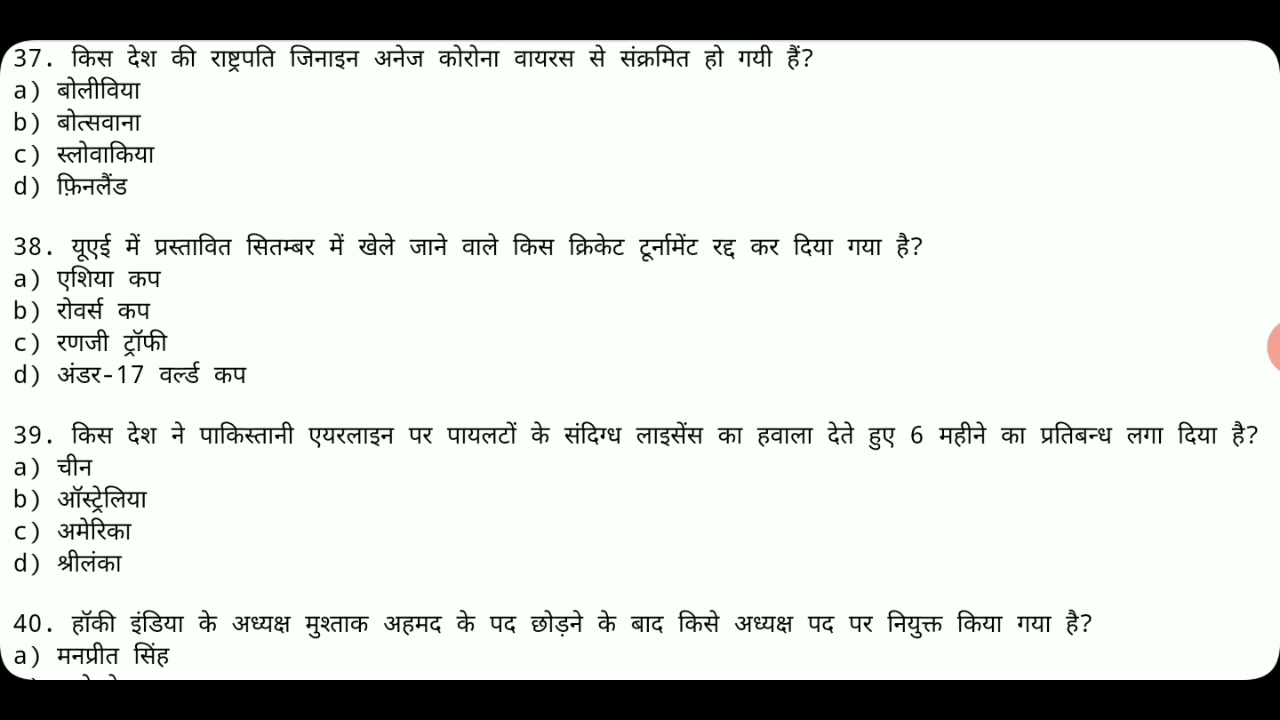 37. किस देश की राष्ट्रपति जिनाइन अनेज कोरोना वायरस से संक्रमित हो गयी हैं?
a) बोलीविया
b) बोत्सवाना
c) स्लोवाकिया
d) फ़िनलैंड
38. यूएई में प्रस्तावित सितम्बर में खेले जाने वाले किस क्रिकेट टूर्नामेंट रद्द कर दिया गया है?
a) एशिया कप
b) रोवर्स कप
c) रणजी ट्रॉफी
d) अंडर-17 वर्ल्ड कप
39. किस देश ने पाकिस्तानी एयरलाइन पर पायलटों के संदिग्ध लाइसेंस का हवाला देते हुए 6 महीने का प्रतिबन्ध लगा दिया है?
a) चीन
b) ऑस्ट्रेलिया
c) अमेरिका
d) श्रीलंका
40. हॉकी इंडिया के अध्यक्ष मुश्ताक अहमद के पद छोड़ने के बाद किसे अध्यक्ष पद पर नियुक्त किया गया है?
a) मनप्रीत सिंह